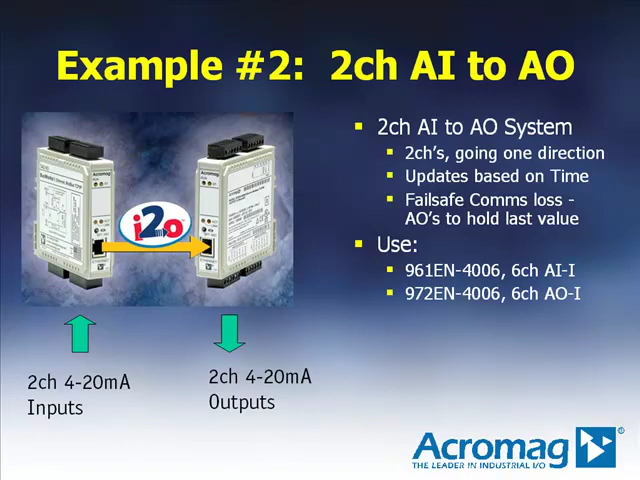 Example #2: 2ch AI to AO
2ch AI to AO System
2ch's, going one direction
Updates based on Time
Failsafe Comms loss -
AO's to hold last value
Use:
961EN-4006, 6ch AI-I
972EN-4006, 6ch AO-I
Acromag
Acromag
i2o
2ch 4-20mA
Inputs
2ch 4-20mA
Outputs
Acromag
THE LEADER IN INDUSTRIAL I/O